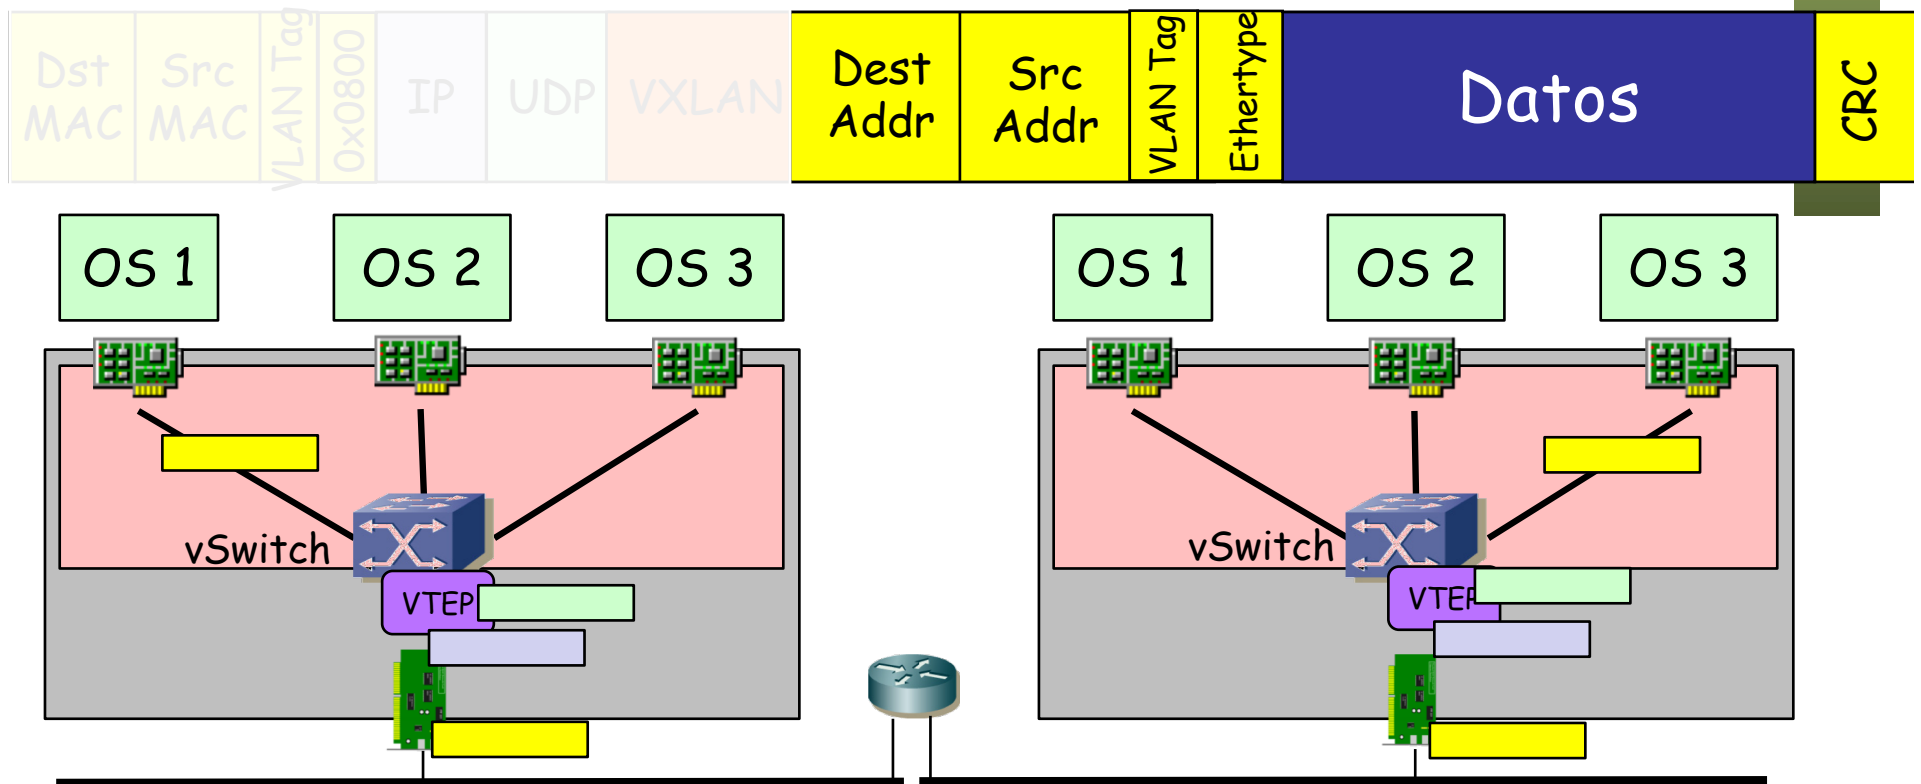 Dst MAC
Src MAC
VLAN Tag
0x0800
IP
UDP
VXLAN
Dest Addr
Src Addr
VLAN Tag
Ethertype
Datos
CRC
OS 1
OS 2
OS 3
OS 1
OS 2
OS 3
vSwitch
vSwitch
VTEP
VTEP